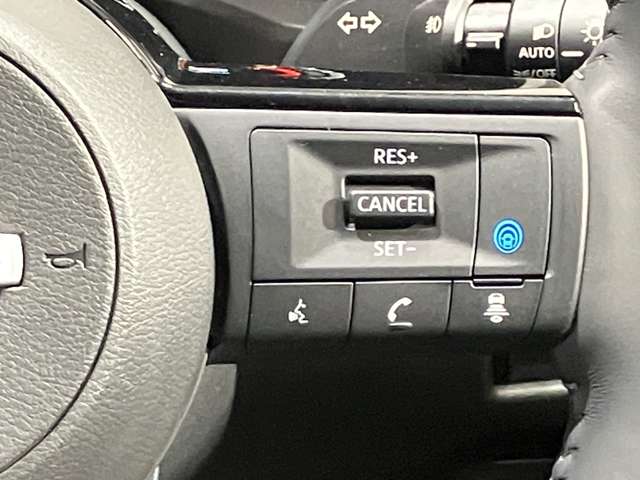 AUTO
OFF
RES+
CANCEL
SET-